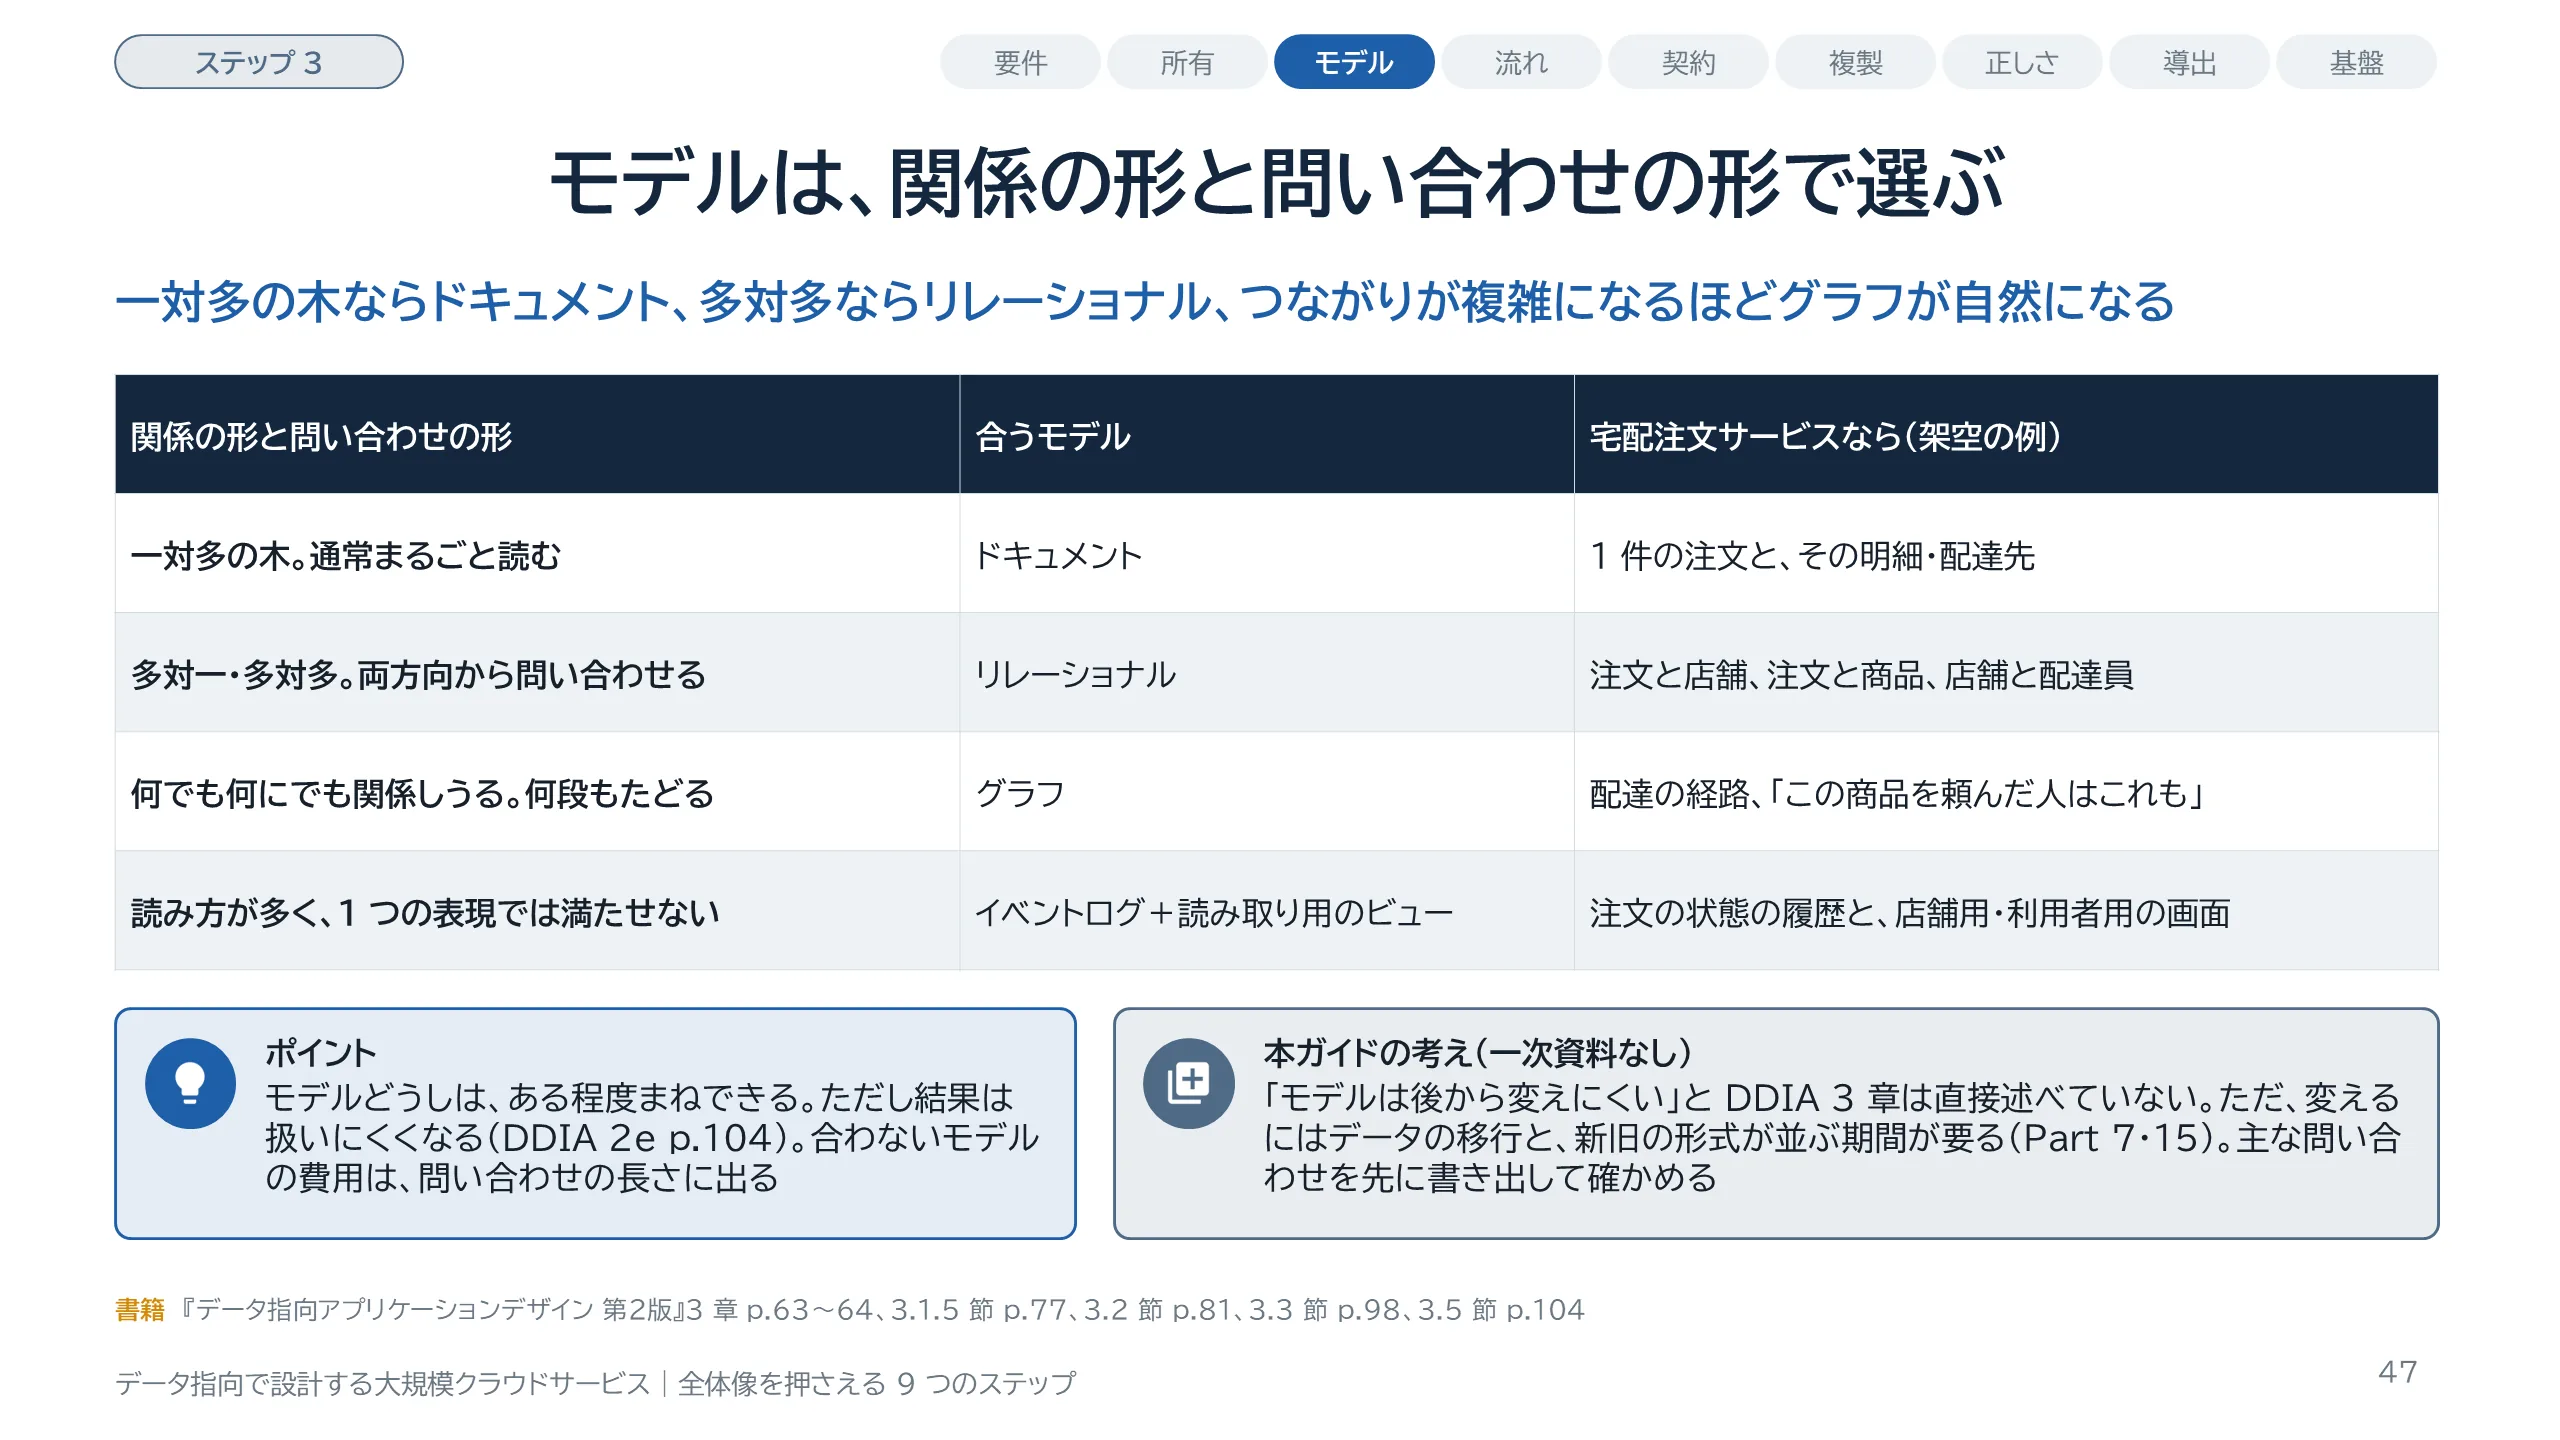 ステップ 3
要件
所有
モデル
流れ
契約
複製
正しさ
導出
基盤
モデルは、関係の形と問い合わせの形で選ぶ
一対多の木ならドキュメント、多対多ならリレーショナル、つながりが複雑になるほどグラフが自然になる
関係の形と問い合わせの形
合うモデル
宅配注文サービスなら（架空の例）
一対多の木。通常まるごと読む
ドキュメント
1 件の注文と、その明細・配達先
多対一・多対多。両方向から問い合わせる
リレーショナル
注文と店舗、注文と商品、店舗と配達員
何でも何にでも関係しうる。何段もたどる
グラフ
配達の経路、「この商品を頼んだ人はこれも」
読み方が多く、1 つの表現では満たせない
イベントログ＋読み取り用のビュー
注文の状態の履歴と、店舗用・利用者用の画面
ポイント
モデルどうしは、ある程度まねできる。ただし結果は
扱いにくくなる（DDIA 2e p.104）。合わないモデル
の費用は、問い合わせの長さに出る
本ガイドの考え（一次資料なし）
「モデルは後から変えにくい」と DDIA 3 章は直接述べていない。ただ、変える
にはデータの移行と、新旧の形式が並ぶ期間が要る（Part 7・15）。主な問い合
わせを先に書き出して確かめる
書籍 『データ指向アプリケーションデザイン 第2版』3 章 p.63～64、3.1.5 節 p.77、3.2 節 p.81、3.3 節 p.98、3.5 節 p.104
データ指向で設計する大規模クラウドサービス｜全体像を押さえる 9 つのステップ
47